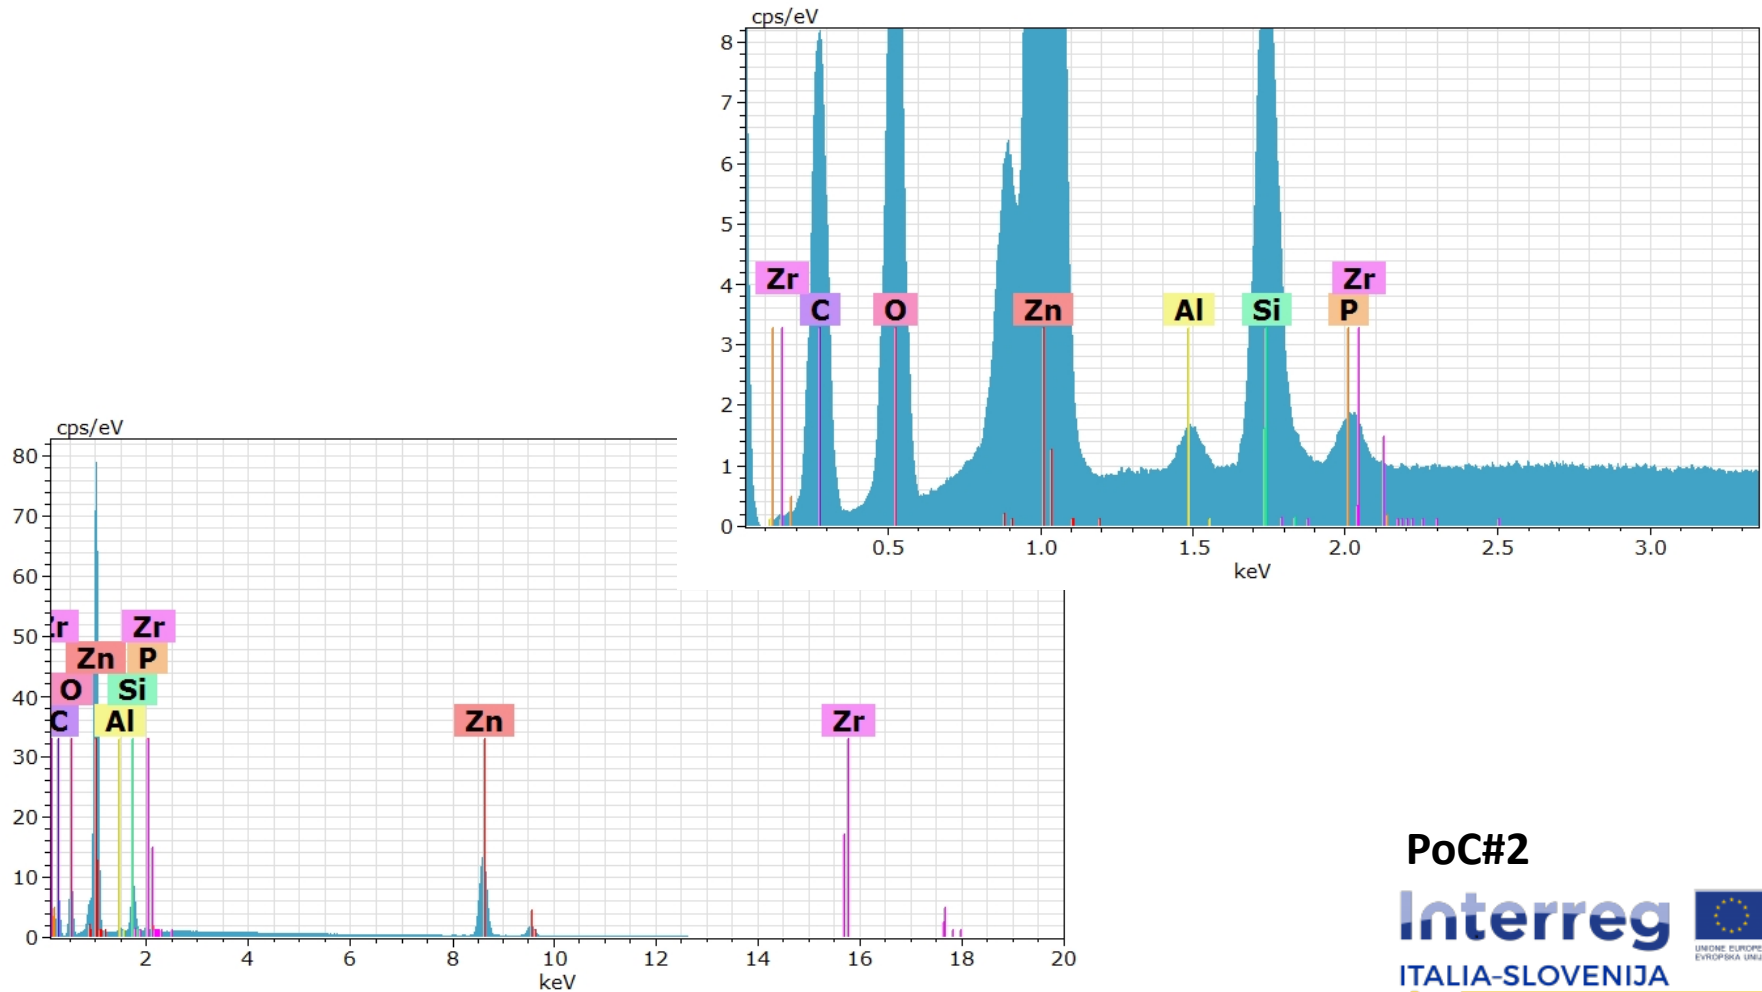 cps/eV
8
7
6
5
4
3
2
1
0
Zr
Zr
C
O
Zn
Al
Si
P
0.5 1.0 1.5 2.0 2.5 3.0
keV
cps/eV
80
70
60
50
40
30
20
10
0
Zr
Zn
P
O
Si
C
Al
Zn
Zr
2 4 6 8 10 12 14 16 18 20
keV
PoC#2
Interreg
ITALIA-SLOVENIJA